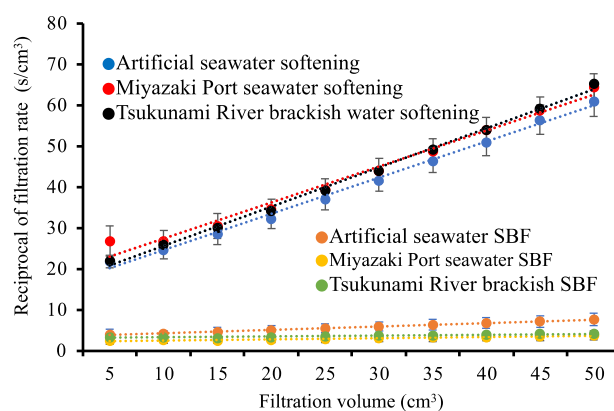 80
70
60
50
40
30
20
10
0
Reciprocal of filtration rate (s/cm³)
Artificial seawater softening
Miyazaki Port seawater softening
Tsukunami River brackish water softening
Artificial seawater SBF
Miyazaki Port seawater SBF
Tsukunami River brackish SBF
5 10 15 20 25 30 35 40 45 50
Filtration volume (cm³)